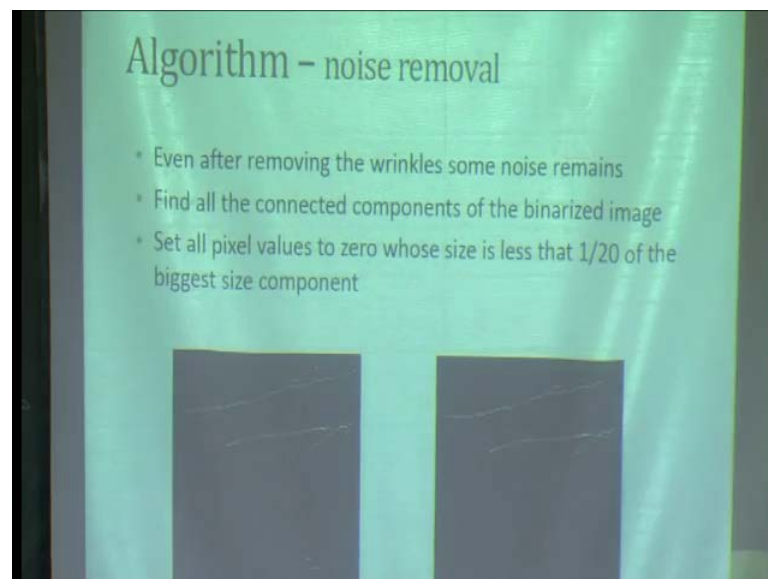 Algorithm – noise removal
• Even after removing the wrinkles some noise remains
• Find all the connected components of the binarized image
• Set all pixel values to zero whose size is less that 1/20 of the
biggest size component